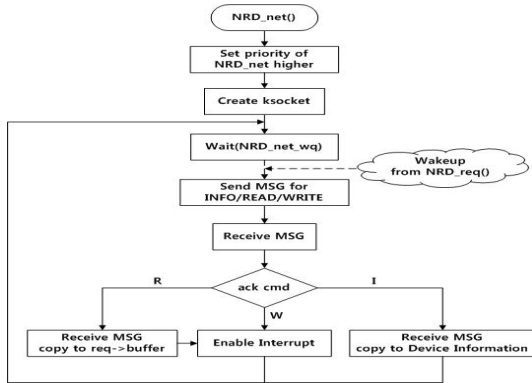 NRD_net()
Set priority of
NRD_net higher
Create ksocket
Wait(NRD_net_wq)
Wakeup
from NRD_req()
Send MSG for
INFO/READ/WRITE
Receive MSG
ack cmd
R
I
W
Receive MSG
copy to req->buffer
Enable Interrupt
Receive MSG
copy to Device Information